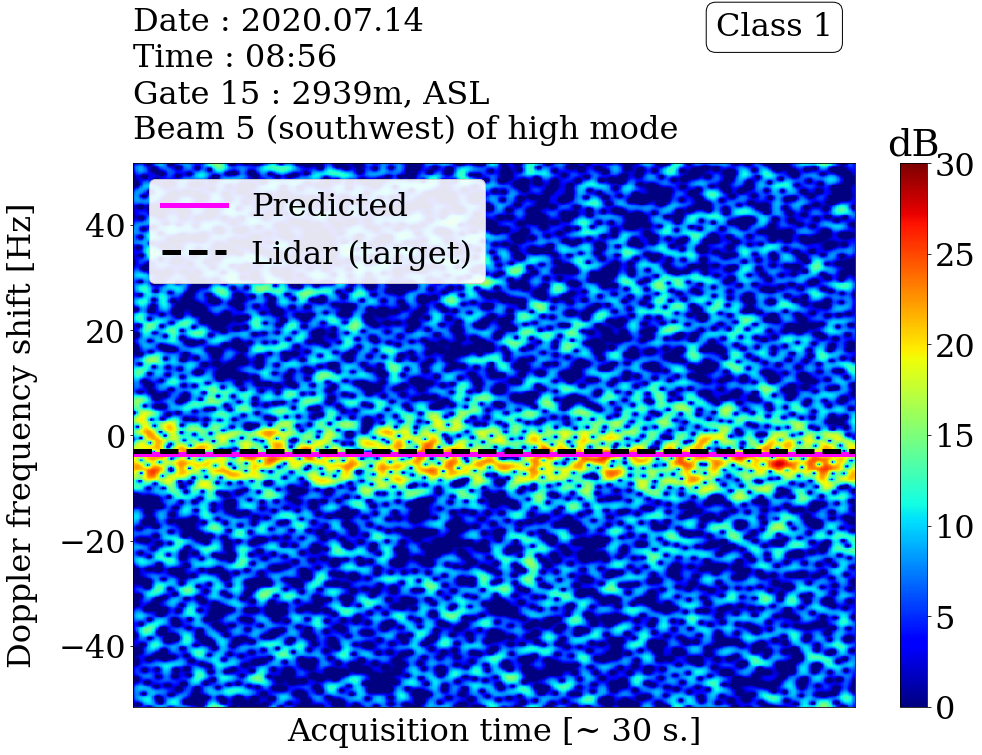 Date : 2020.07.14
Time : 08:56
Gate 15 : 2939m, ASL
Beam 5 (southwest) of high mode
Class 1
dB
Predicted
Lidar (target)
Doppler frequency shift [Hz]
40
20
0
−20
−40
Acquisition time [~ 30 s.]
30
25
20
15
10
5
0